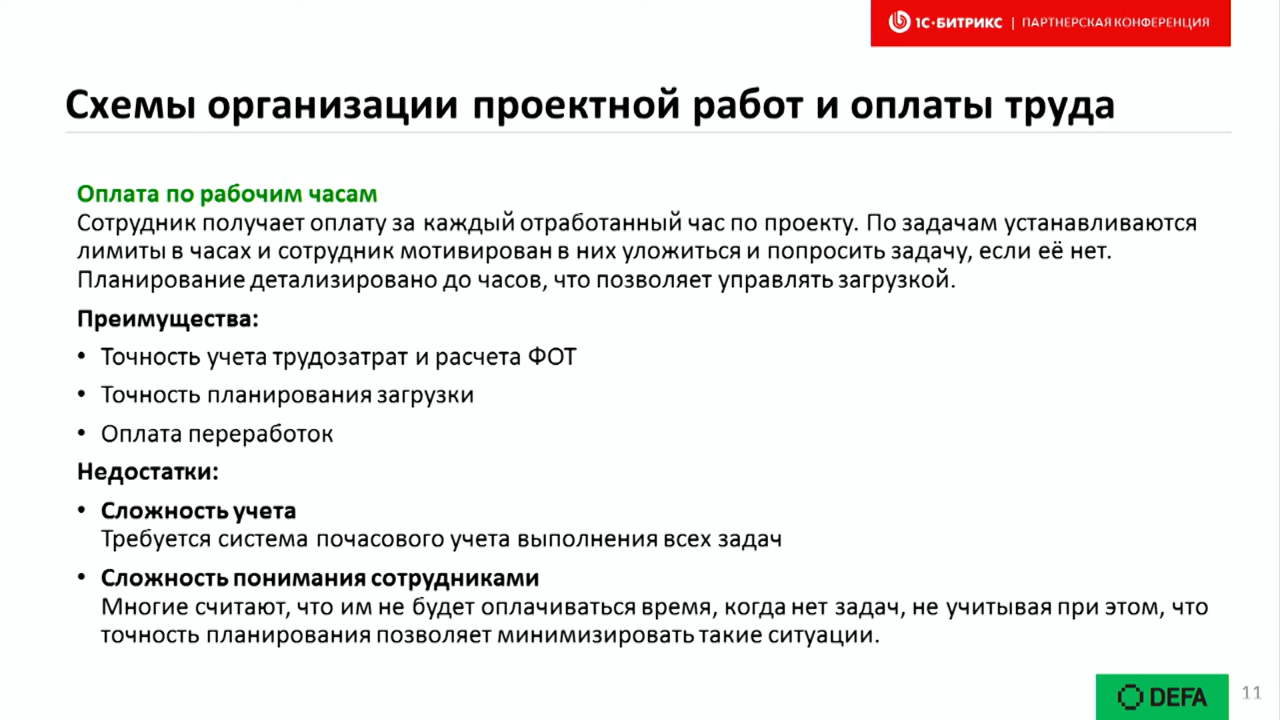 1С·БИТРИКС | ПАРТНЕРСКАЯ КОНФЕРЕНЦИЯ
Схемы организации проектной работ и оплаты труда
Оплата по рабочим часам
Сотрудник получает оплату за каждый отработанный час по проекту. По задачам устанавливаются
лимиты в часах и сотрудник мотивирован в них уложиться и попросить задачу, если её нет.
Планирование детализировано до часов, что позволяет управлять загрузкой.
Преимущества:
• Точность учета трудозатрат и расчета ФОТ
• Точность планирования загрузки
• Оплата переработок
Недостатки:
• Сложность учета
Требуется система почасового учета выполнения всех задач
• Сложность понимания сотрудниками
Многие считают, что им не будет оплачиваться время, когда нет задач, не учитывая при этом, что
точность планирования позволяет минимизировать такие ситуации.
DEFA
11